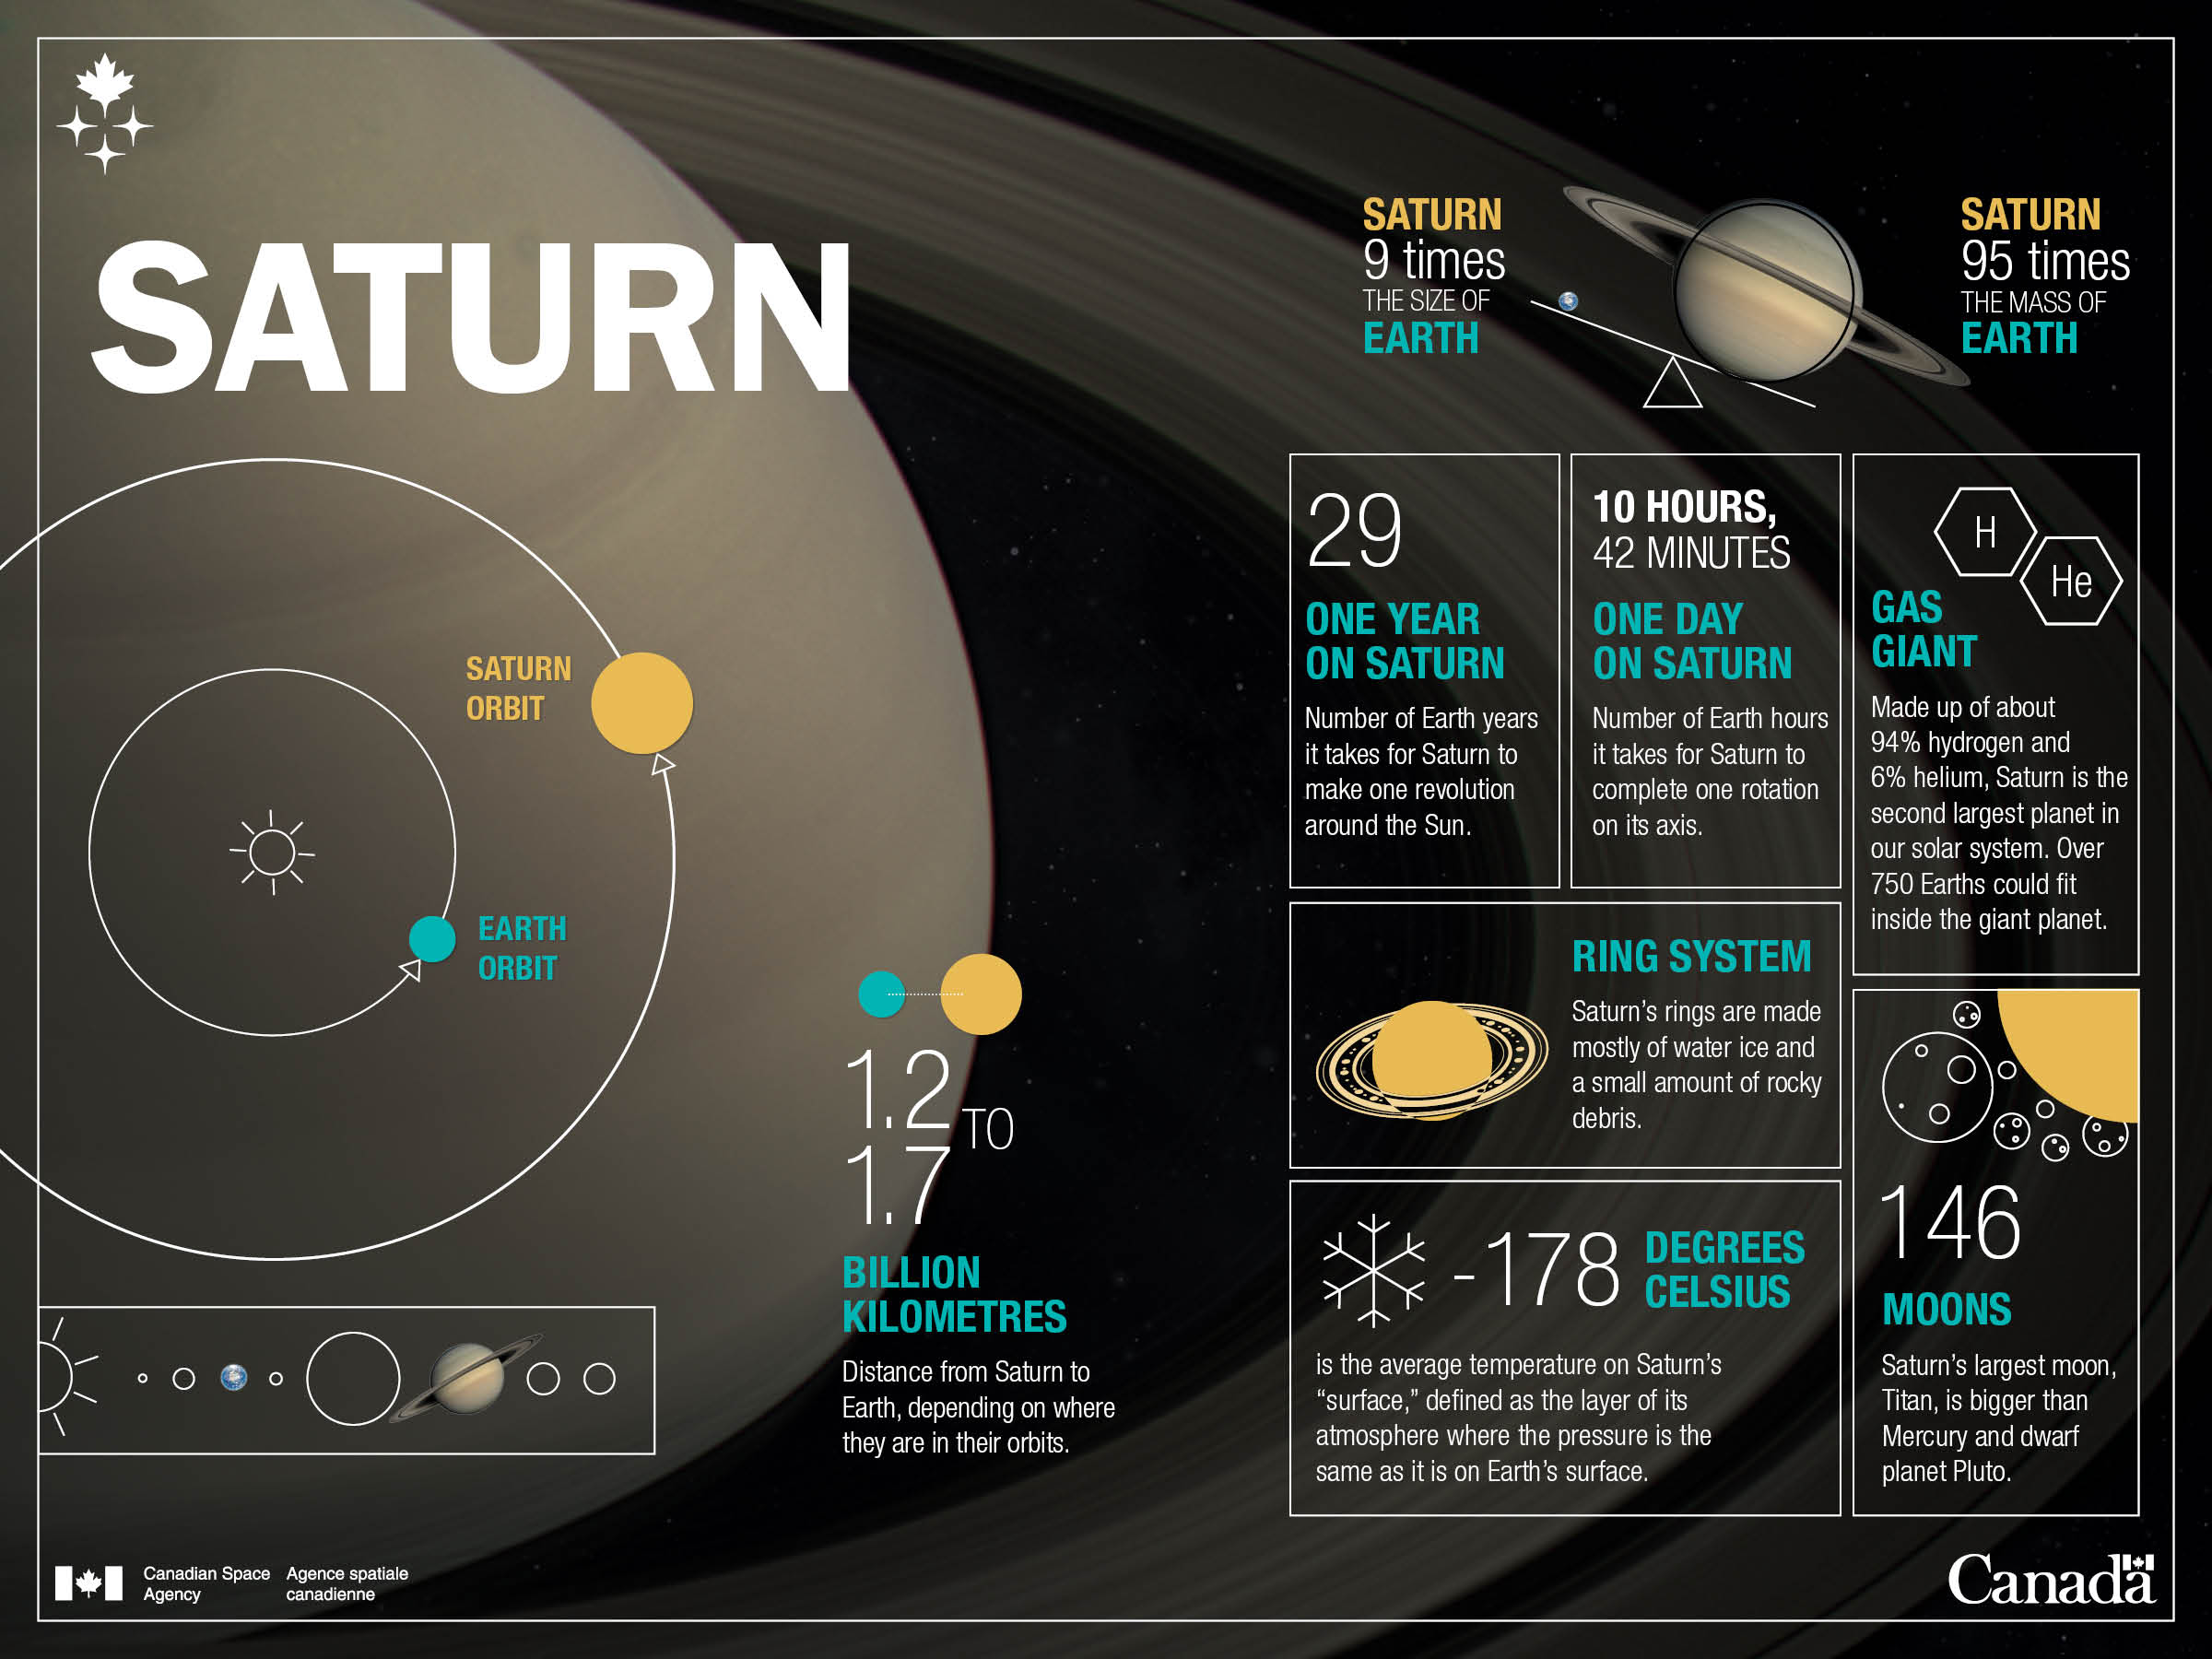 SATURN
SATURN
9 times
THE SIZE OF
EARTH
SATURN
95 times
THE MASS OF
EARTH
SATURN
ORBIT
EARTH
ORBIT
1.2
TO
1.7
BILLION
KILOMETRES
Distance from Saturn to
Earth, depending on where
they are in their orbits.
29
ONE YEAR
ON SATURN
Number of Earth years
it takes for Saturn to
make one revolution
around the Sun.
10 HOURS,
42 MINUTES
ONE DAY
ON SATURN
Number of Earth hours
it takes for Saturn to
complete one rotation
on its axis.
H
He
GAS
GIANT
Made up of about
94% hydrogen and
6% helium, Saturn is the
second largest planet in
our solar system. Over
750 Earths could fit
inside the giant planet.
RING SYSTEM
Saturn’s rings are made
mostly of water ice and
a small amount of rocky
debris.
-178 DEGREES
CELSIUS
is the average temperature on Saturn’s
“surface,” defined as the layer of its
atmosphere where the pressure is the
same as it is on Earth’s surface.
146
MOONS
Saturn’s largest moon,
Titan, is bigger than
Mercury and dwarf
planet Pluto.
Canadian Space
Agency
Agence spatiale
canadienne
Canada